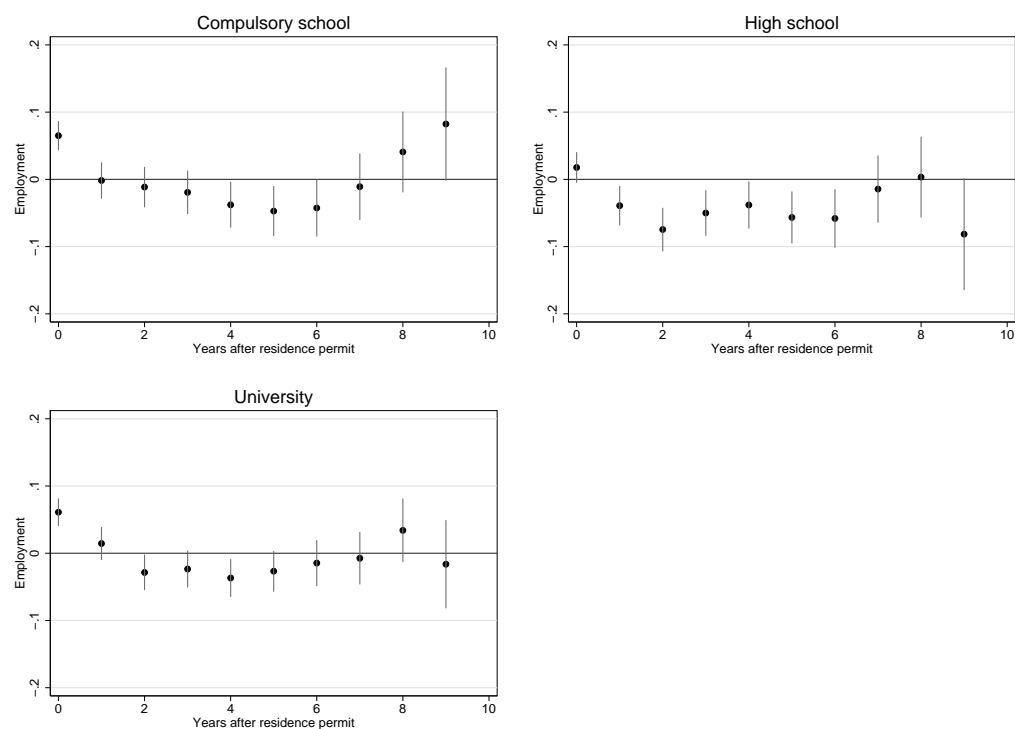 Compulsory school
.2
.1
0
-.1
-.2
Employment
0 2 4 6 8 10
Years after residence permit
High school
.2
.1
0
-.1
-.2
Employment
0 2 4 6 8 10
Years after residence permit
University
.2
.1
0
-.1
-.2
Employment
0 2 4 6 8 10
Years after residence permit